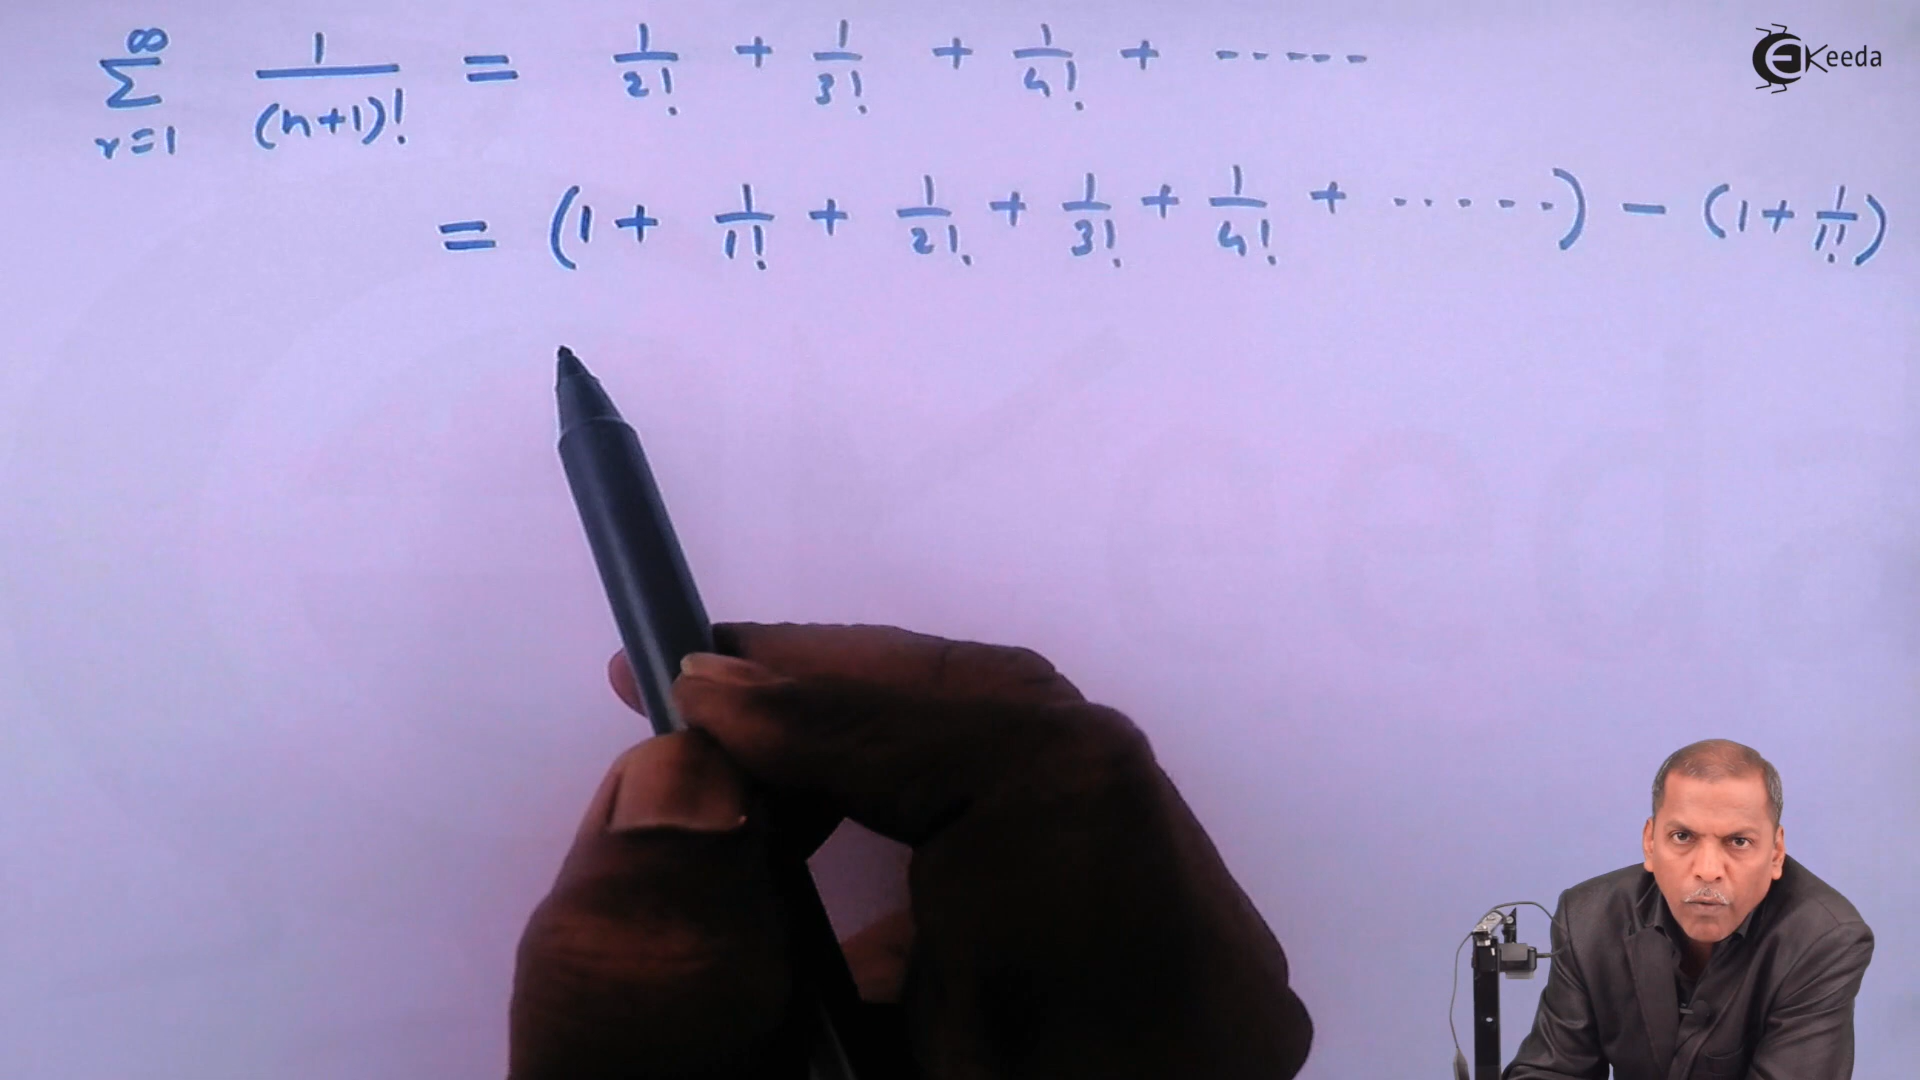 ∞
Σ 1/(n+1)! = 1/2! + 1/3! + 1/4! + ·····
r=1
= (1 + 1/1! + 1/2! + 1/3! + 1/4! + ·····) − (1 + 1/1!)
eKeeda